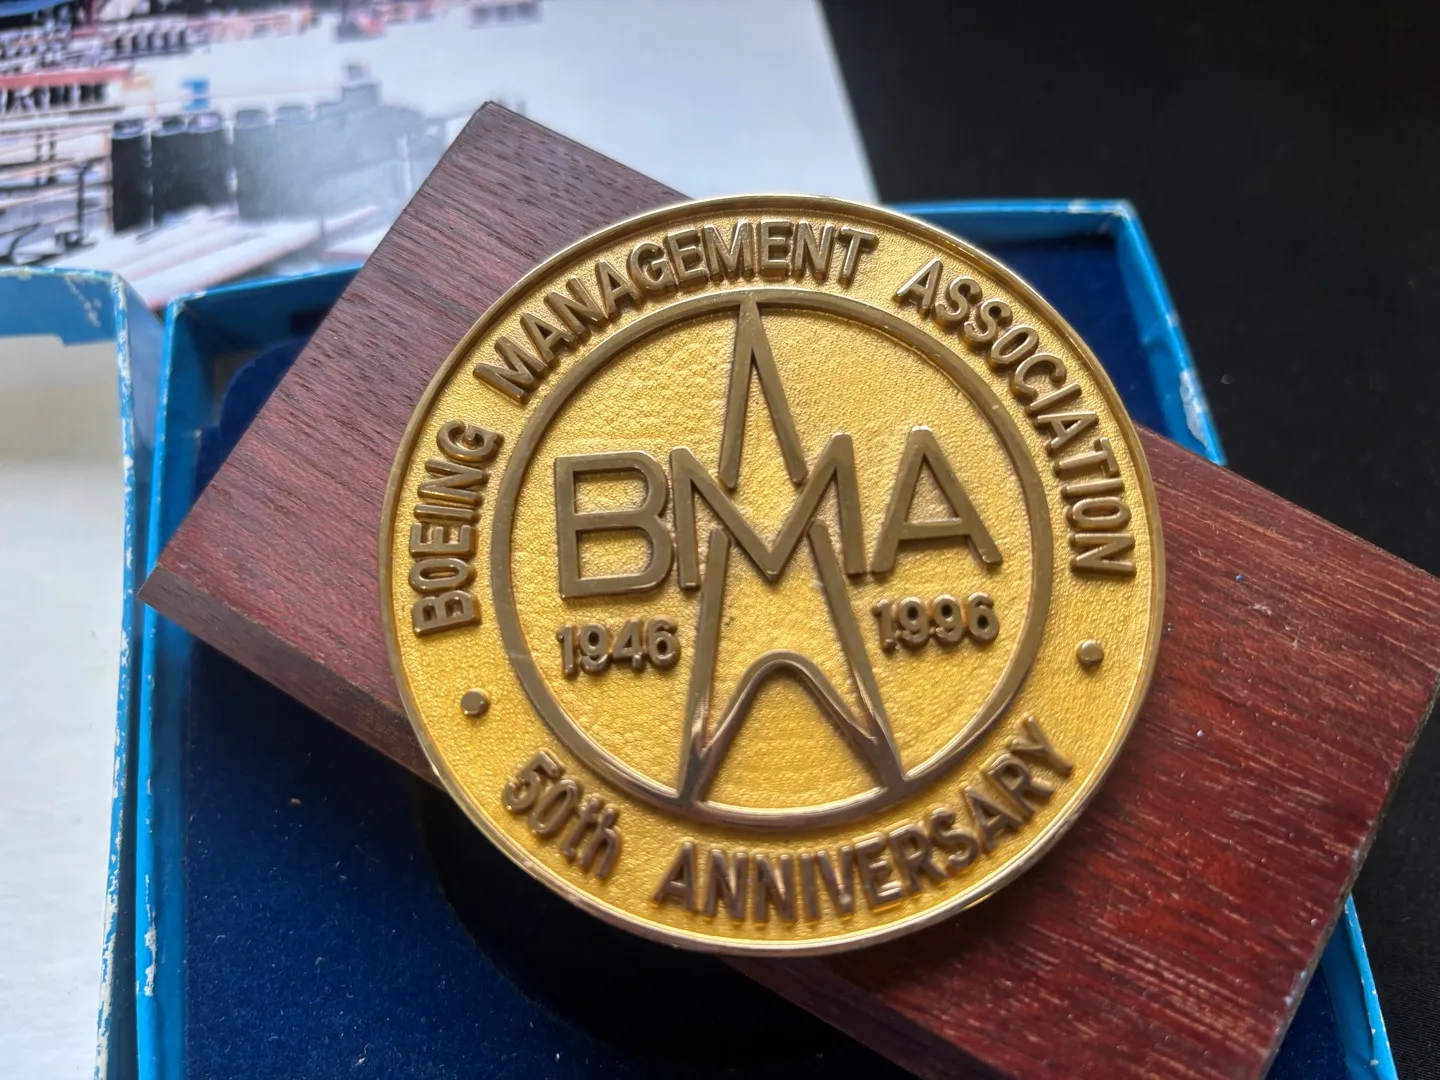 BOEING MANAGEMENT ASSOCIATION
BMA
1946 1996
50th ANNIVERSARY